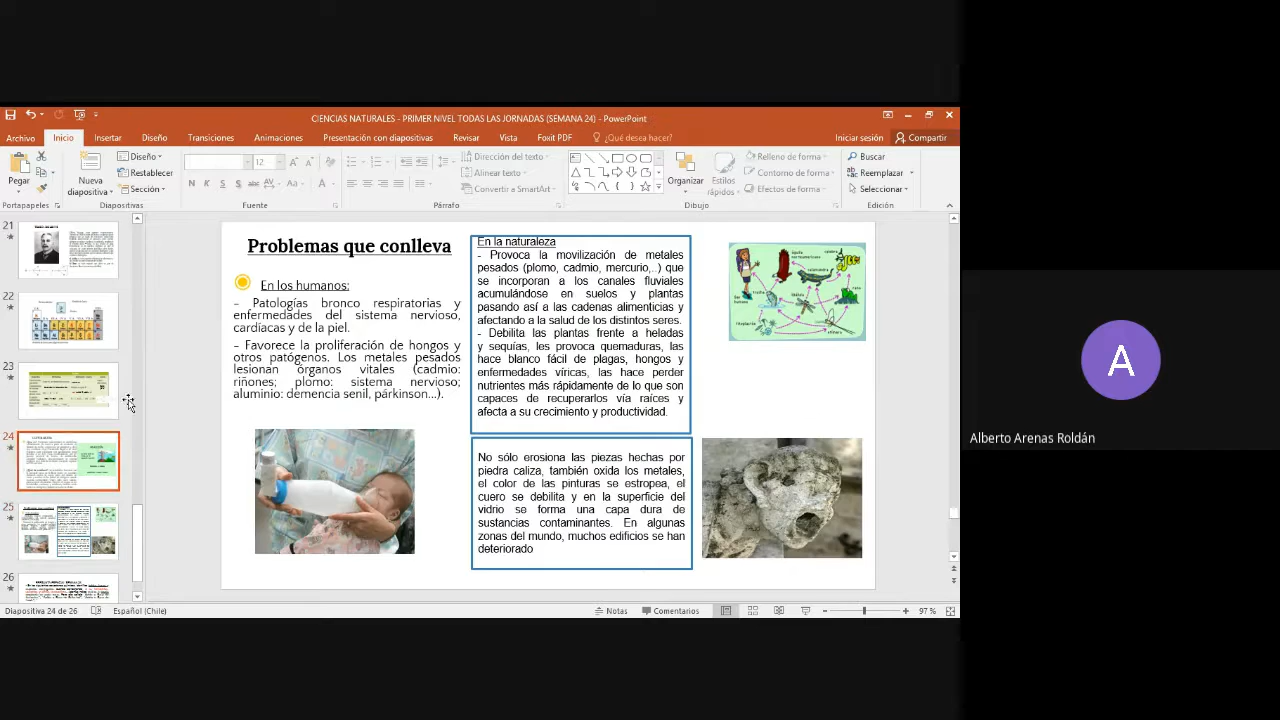 CIENCIAS NATURALES - PRIMER NIVEL TODAS LAS JORNADAS (SEMANA 24) - PowerPoint
Archivo Inicio Insertar Diseño Transiciones Animaciones Presentación con diapositivas Revisar Vista Foxit PDF ¿Qué desea hacer? Iniciar sesión Compartir
Pegar
Nueva diapositiva
Diseño
Restablecer
Sección
12
N K S S abc AV Aa A
Dirección del texto
Alinear texto
Convertir a SmartArt
Organizar
Estilos rápidos
Relleno de forma
Contorno de forma
Efectos de forma
Buscar
Reemplazar
Seleccionar
Portapapeles Diapositivas Fuente Párrafo Dibujo Edición
21
22
23
24
25
26
Problemas que conlleva
En los humanos:
- Patologías bronco respiratorias y
enfermedades del sistema nervioso,
cardíacas y de la piel.
- Favorece la proliferación de hongos y
otros patógenos. Los metales pesados
lesionan órganos vitales (cadmio:
riñones; plomo: sistema nervioso;
aluminio: demencia senil, párkinson...).
En la naturaleza
- Provoca la movilización de metales
pesados (plomo, cadmio, mercurio,..) que
se incorporan a los canales fluviales
acumulándose en suelos y plantas
pasando así a las cadenas alimenticias y
afectando a la salud de los distintos seres.
- Debilita las plantas frente a heladas
y sequías, les provoca quemaduras, las
hace blanco fácil de plagas, hongos y
enfermedades víricas, las hace perder
nutrientes más rápidamente de lo que son
capaces de recuperarlos vía raíces y
afecta a su crecimiento y productividad.
No sólo erosiona las piezas hechas por
piedra caliza, también oxida los metales,
el color de las pinturas se estropea, el
cuero se debilita y en la superficie del
vidrio se forma una capa dura de
sustancias contaminantes. En algunas
zonas del mundo, muchos edificios se han
deteriorado
Diapositiva 24 de 26 Español (Chile) Notas Comentarios 97 %
A
Alberto Arenas Roldán